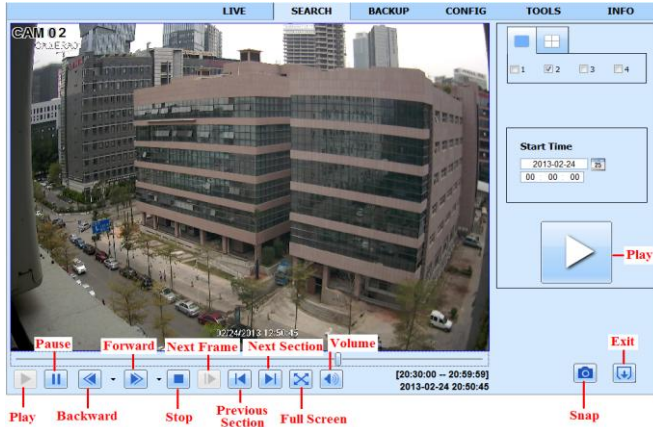 LIVE SEARCH BACKUP CONFIG TOOLS INFO
CAM 02
1 2 3 4
Start Time
2013-02-24 25
00 00 00
Play
02/24/2013 12:50:45
Pause Forward Next Frame Next Section Volume Exit
[20:30:00 -- 20:59:59]
2013-02-24 20:50:45
Play Backward Stop Previous Section Full Screen Snap